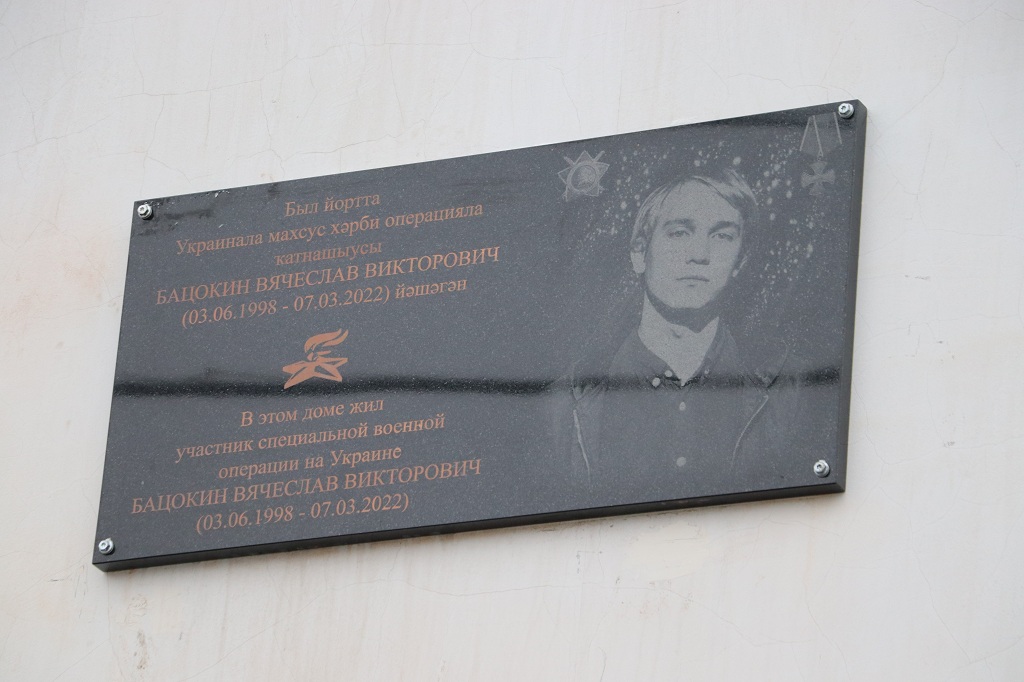 Был йортта
Украинала махсус хәрби операцияла
катнашыусы
БАЦОКИН ВЯЧЕСЛАВ ВИКТОРОВИЧ
(03.06.1998 - 07.03.2022) йәшәгән
В этом доме жил
участник специальной военной
операции на Украине
БАЦОКИН ВЯЧЕСЛАВ ВИКТОРОВИЧ
(03.06.1998 - 07.03.2022)